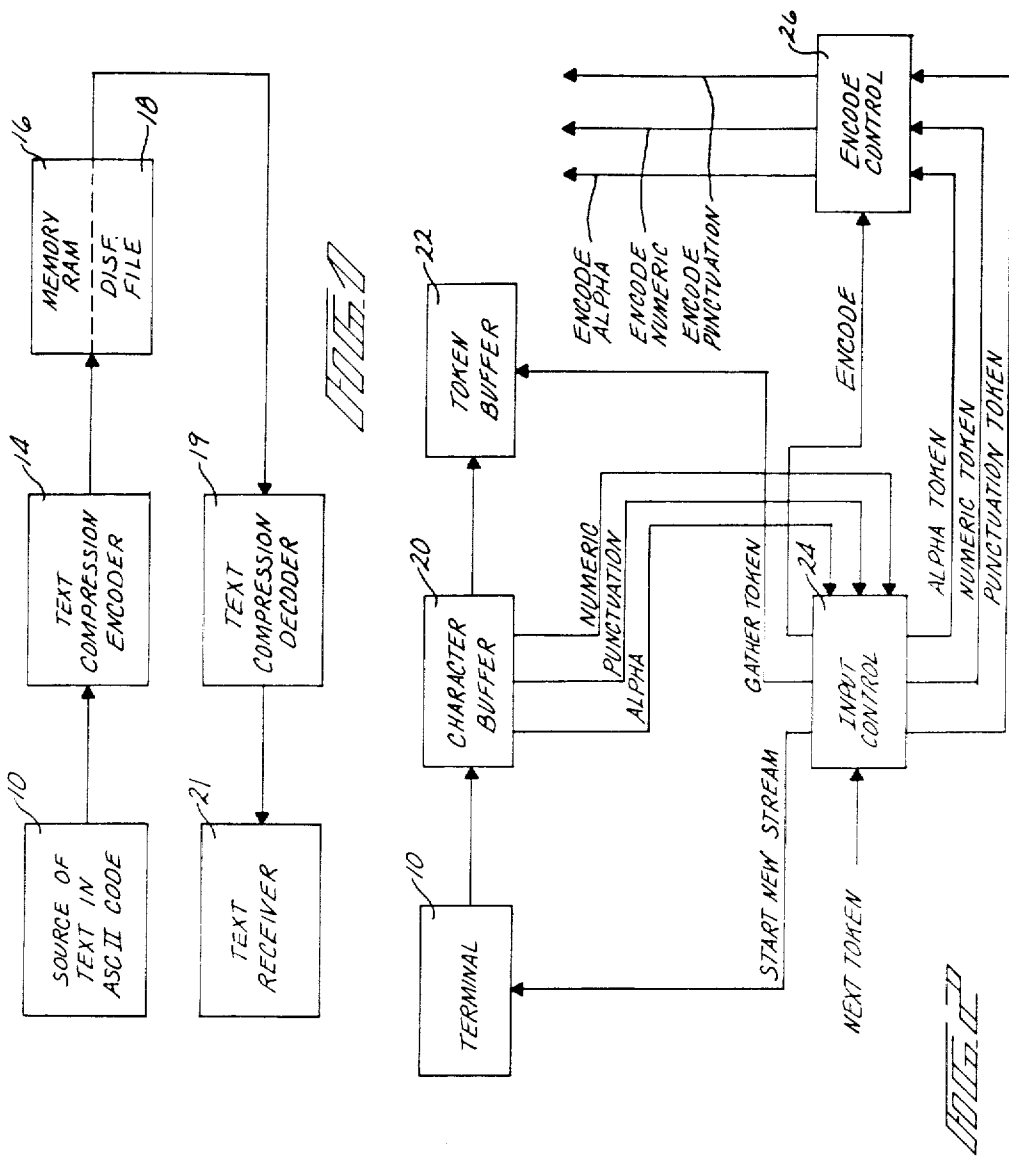 10
SOURCE OF
TEXT IN
ASCII CODE
14
TEXT
COMPRESSION
ENCODER
16
MEMORY
RAM
DISF.
FILE
18
21
TEXT
RECEIVER
19
TEXT
COMPRESSION
DECODER
FIG. 1
10
TERMINAL
20
CHARACTER
BUFFER
22
TOKEN
BUFFER
NUMERIC
PUNCTUATION
ALPHA
START NEW STREAM
GATHER TOKEN
NEXT TOKEN
24
INPUT
CONTROL
ENCODE
ALPHA TOKEN
NUMERIC TOKEN
PUNCTUATION TOKEN
ENCODE
ALPHA
ENCODE
NUMERIC
ENCODE
PUNCTUATION
26
ENCODE
CONTROL
FIG. 2